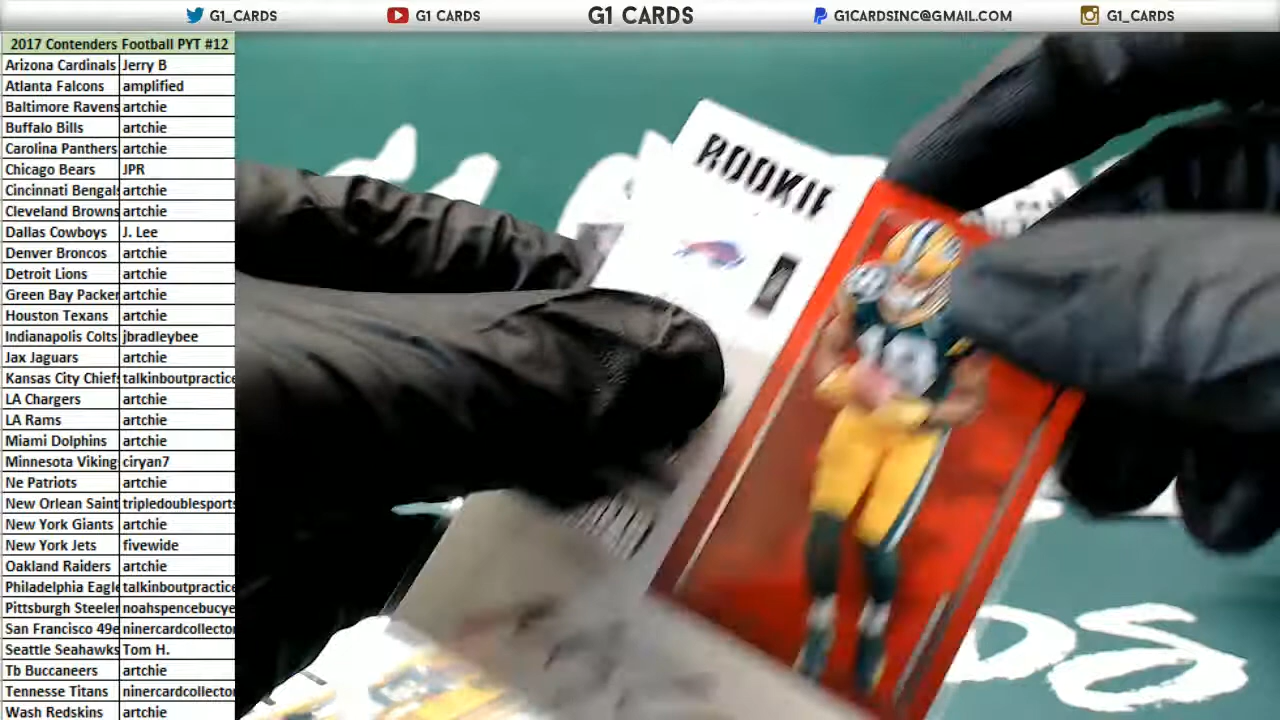 G1_CARDS
G1 CARDS
G1 CARDS
G1CARDSINC@GMAIL.COM
G1_CARDS
2017 Contenders Football PYT #12
Arizona Cardinals Jerry B
Atlanta Falcons amplified
Baltimore Ravens artchie
Buffalo Bills artchie
Carolina Panthers artchie
Chicago Bears JPR
Cincinnati Bengals artchie
Cleveland Browns artchie
Dallas Cowboys J. Lee
Denver Broncos artchie
Detroit Lions artchie
Green Bay Packer artchie
Houston Texans artchie
Indianapolis Colts jbradleybee
Jax Jaguars artchie
Kansas City Chiefs talkinboutpractice
LA Chargers artchie
LA Rams artchie
Miami Dolphins artchie
Minnesota Viking ciryan7
Ne Patriots artchie
New Orlean Saint tripledoublesports
New York Giants artchie
New York Jets fivewide
Oakland Raiders artchie
Philadelphia Eagle talkinboutpractice
Pittsburgh Steeler noahspencebucye
San Francisco 49e ninercardcollector
Seattle Seahawks Tom H.
Tb Buccaneers artchie
Tennesse Titans ninercardcollector
Wash Redskins artchie
ROOKIE
DS